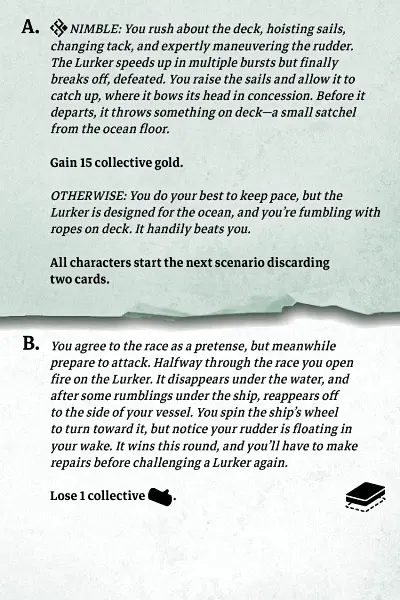 A. NIMBLE: You rush about the deck, hoisting sails,
changing tack, and expertly maneuvering the rudder.
The Lurker speeds up in multiple bursts but finally
breaks off, defeated. You raise the sails and allow it to
catch up, where it bows its head in concession. Before it
departs, it throws something on deck—a small satchel
from the ocean floor.
Gain 15 collective gold.
OTHERWISE: You do your best to keep pace, but the
Lurker is designed for the ocean, and you're fumbling with
ropes on deck. It handily beats you.
All characters start the next scenario discarding
two cards.
B. You agree to the race as a pretense, but meanwhile
prepare to attack. Halfway through the race you open
fire on the Lurker. It disappears under the water, and
after some rumblings under the ship, reappears off
to the side of your vessel. You spin the ship's wheel
to turn toward it, but notice your rudder is floating in
your wake. It wins this round, and you'll have to make
repairs before challenging a Lurker again.
Lose 1 collective .